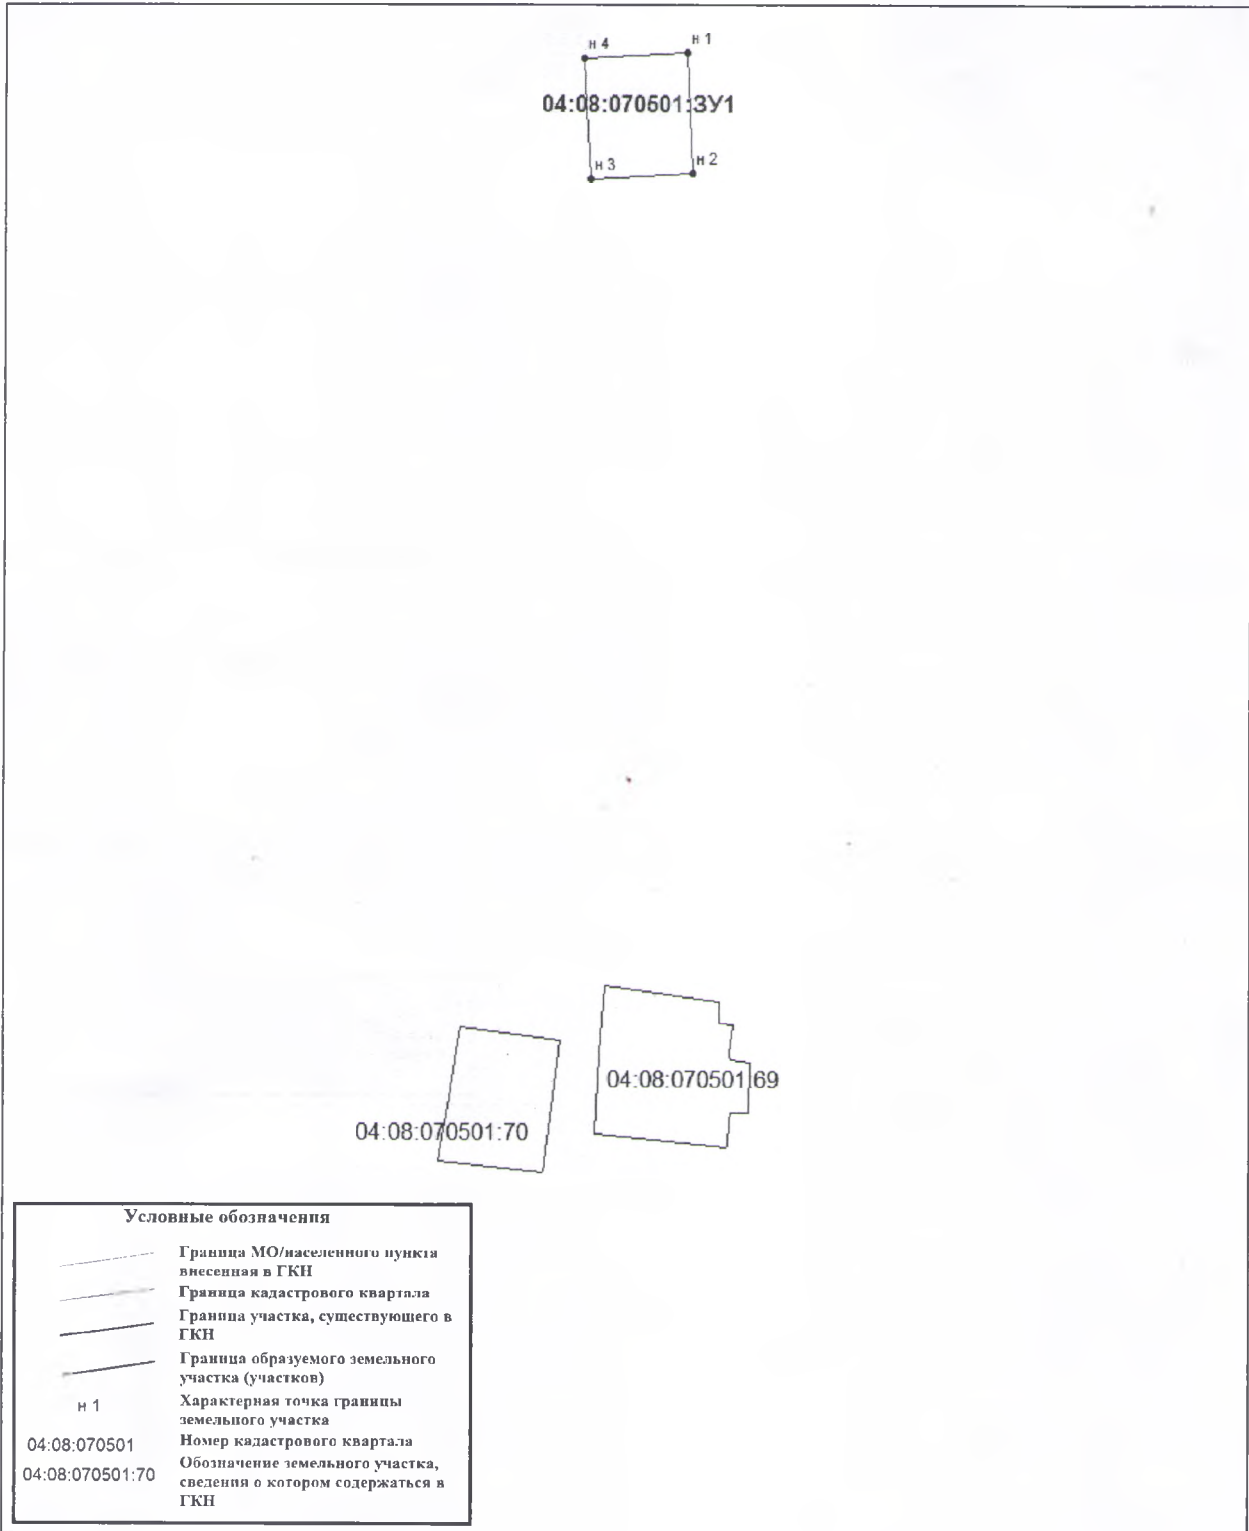 н 4
н 1
04:08:070501:ЗУ1
н 3
н 2
04:08:070501:69
04:08:070501:70
Условные обозначения
Граница МО/населенного пункта
внесенная в ГКН
Граница кадастрового квартала
Граница участка, существующего в
ГКН
Граница образуемого земельного
участка (участков)
н 1
Характерная точка границы
земельного участка
04:08:070501
Номер кадастрового квартала
04:08:070501:70
Обозначение земельного участка,
сведения о котором содержаться в
ГКН